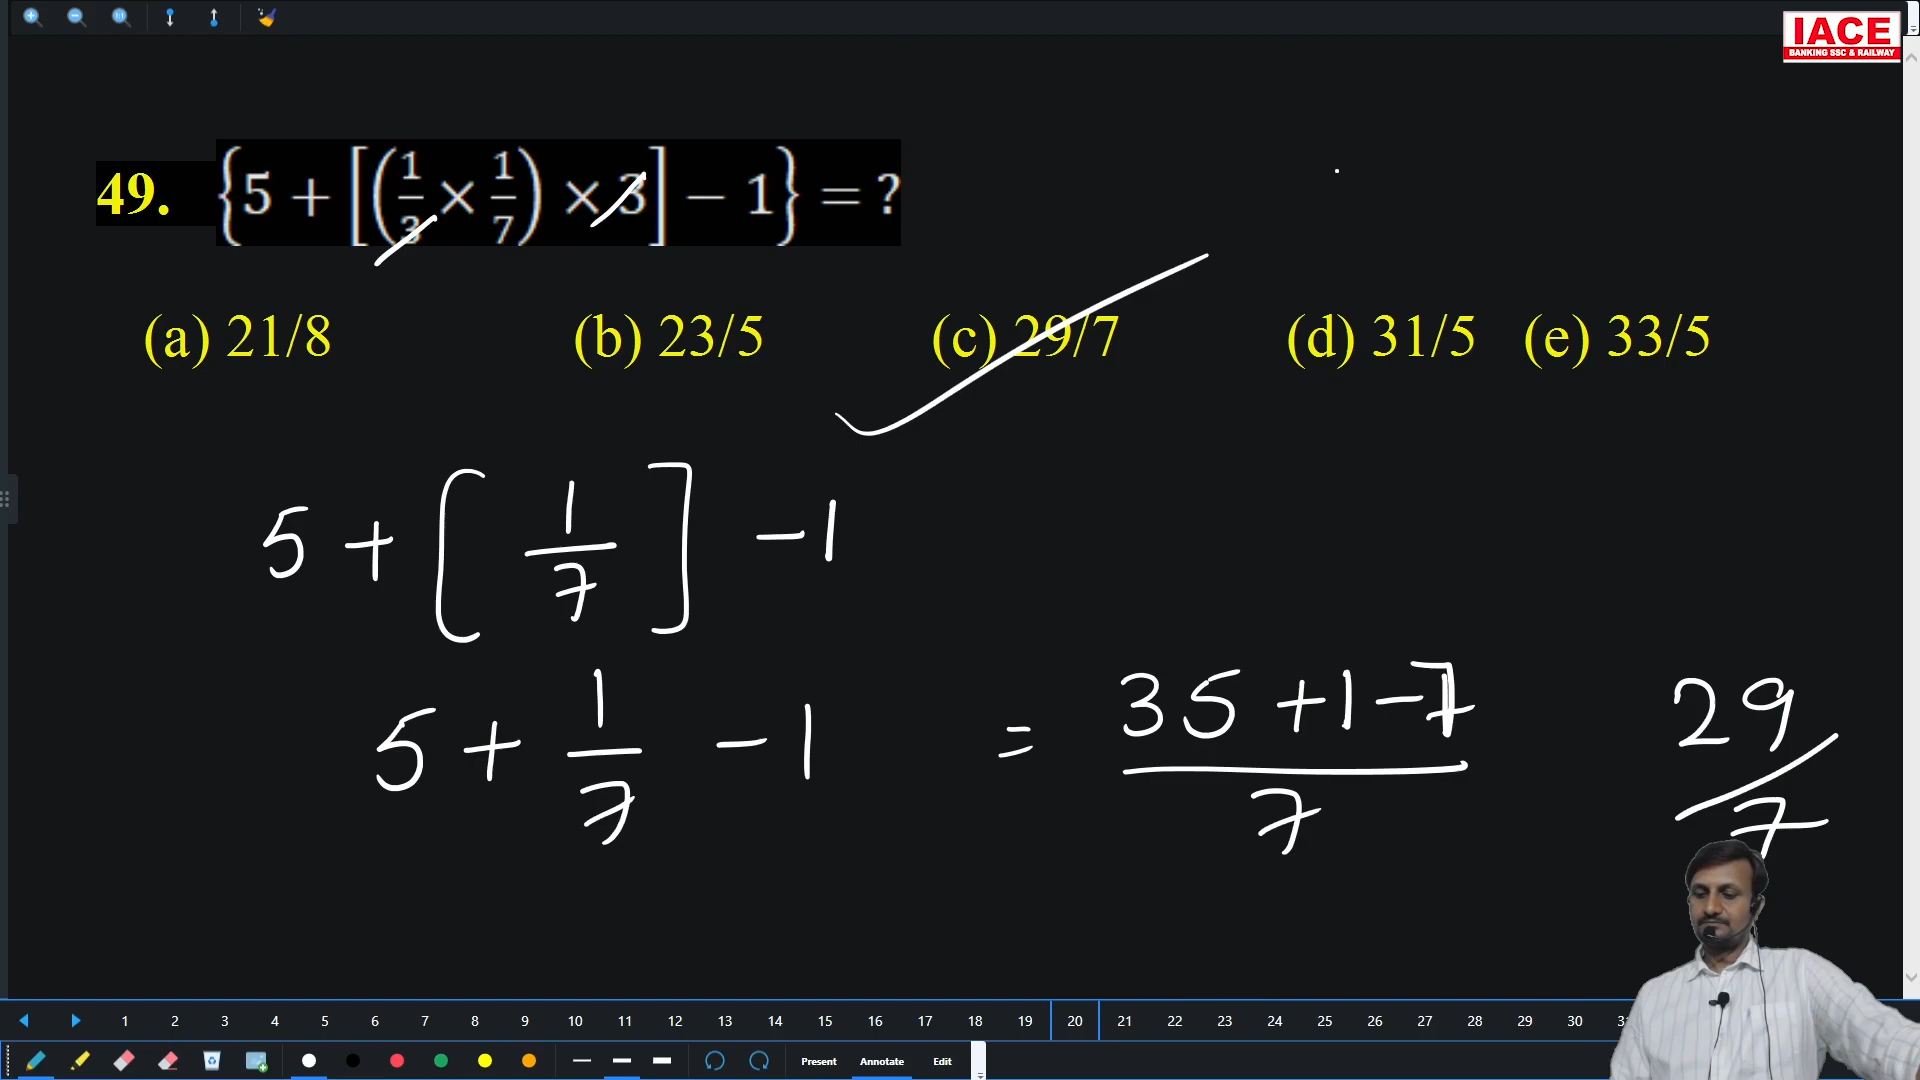 IACE
BANKING SSC & RAILWAY
49. {5 + [(1/3 × 1/7) × 3] − 1} = ?
(a) 21/8 (b) 23/5 (c) 29/7 (d) 31/5 (e) 33/5
5 + [1/7] − 1
5 + 1/7 − 1 = 35 + 1 − 7 / 7 29/7
1 2 3 4 5 6 7 8 9 10 11 12 13 14 15 16 17 18 19 20 21 22 23 24 25 26 27 28 29 30
Present Annotate Edit